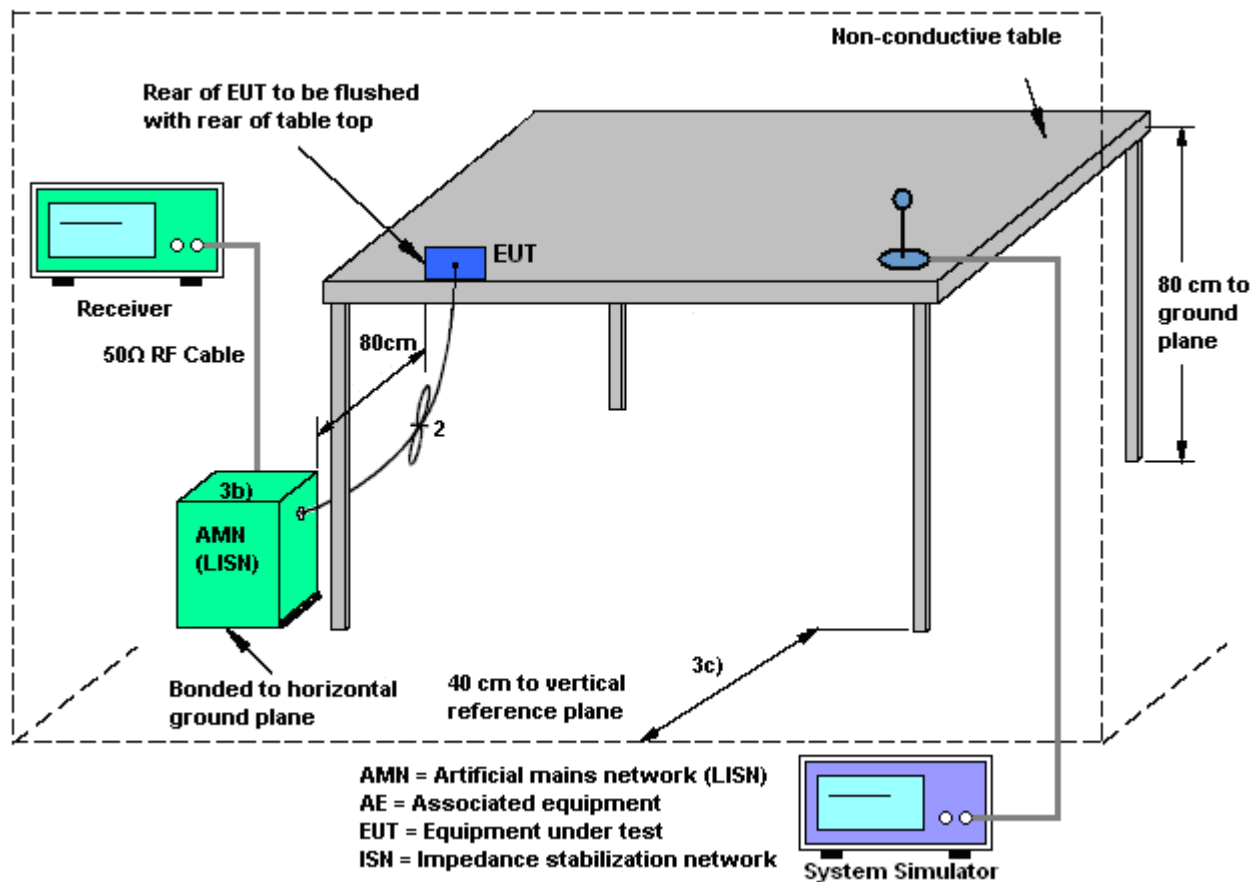 Non-conductive table
Rear of EUT to be flushed
with rear of table top
EUT
Receiver
80cm
80 cm to
ground
plane
50Ω RF Cable
2
3b)
AMN
(LISN)
3c)
Bonded to horizontal
ground plane
40 cm to vertical
reference plane
AMN = Artificial mains network (LISN)
AE = Associated equipment
EUT = Equipment under test
ISN = Impedance stabilization network
System Simulator